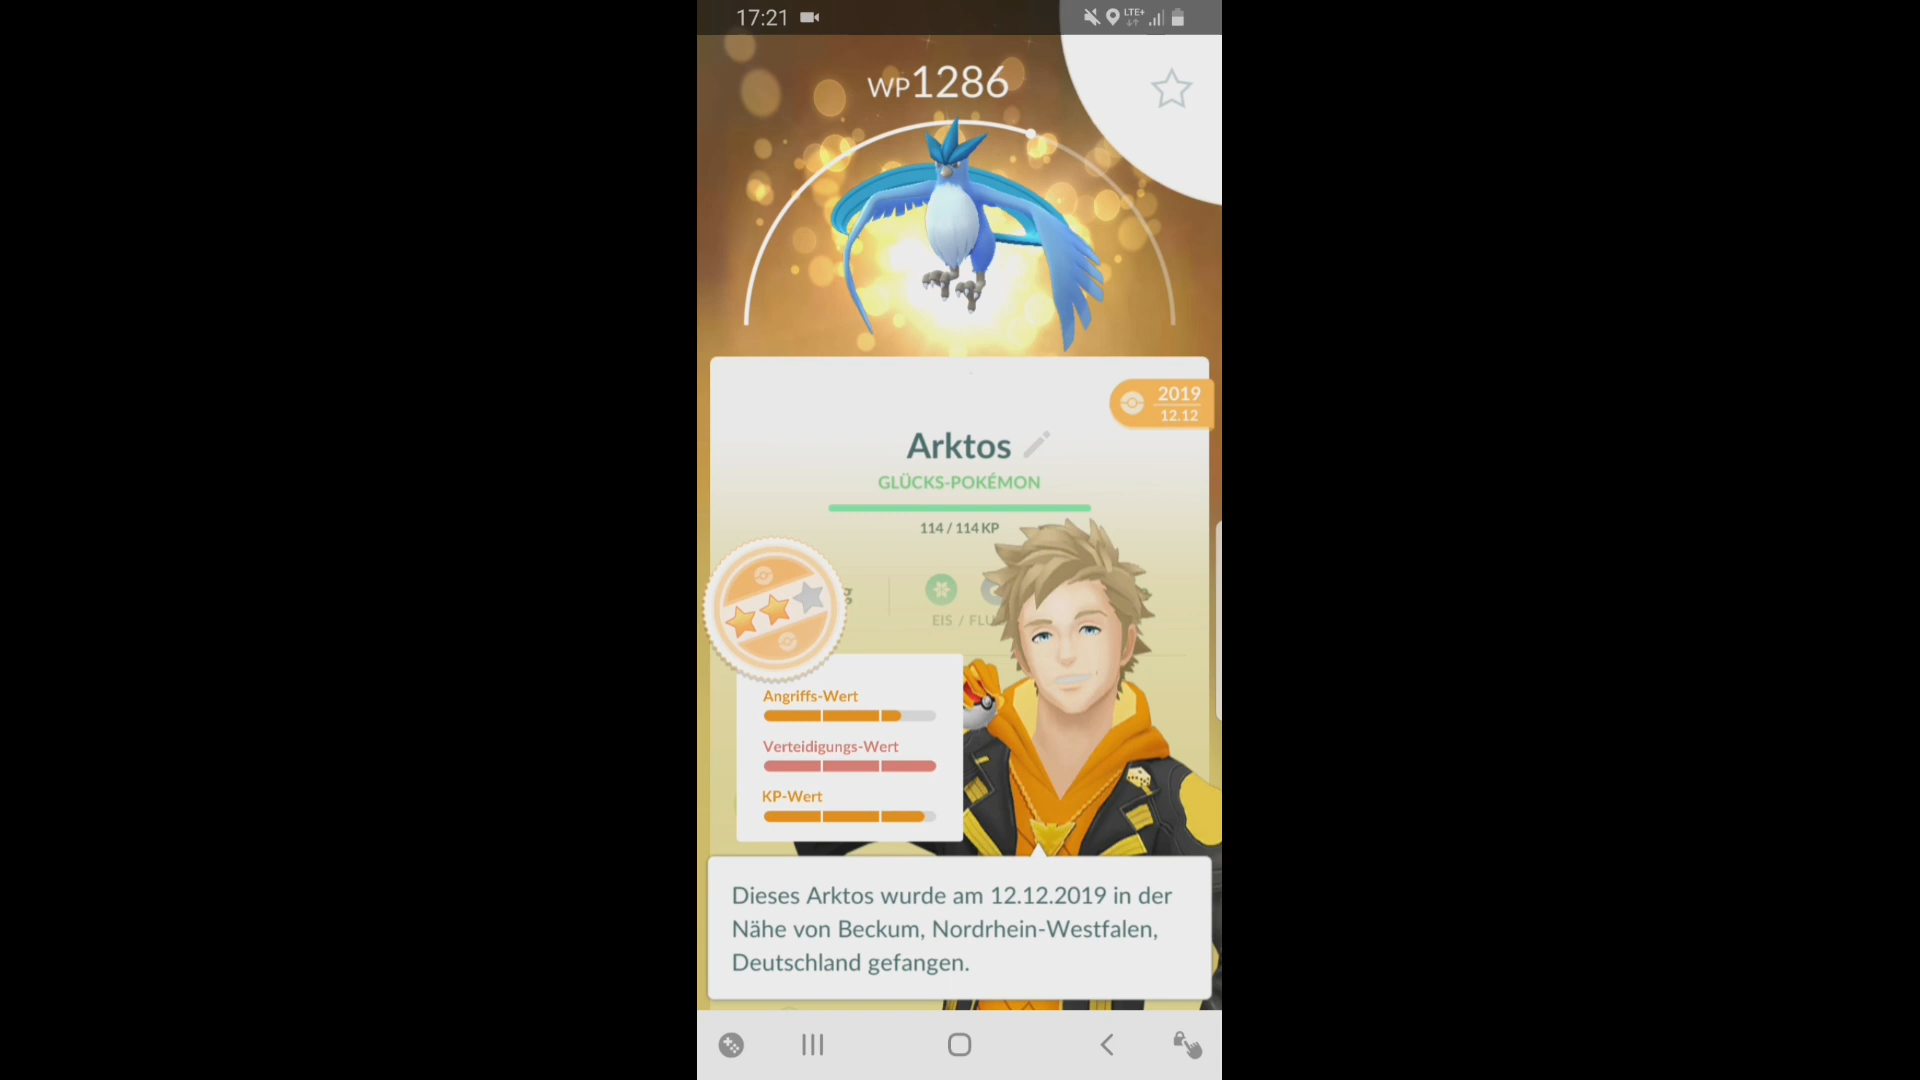 17:21
LTE+
WP1286
2019
12.12
Arktos
GLÜCKS-POKÉMON
114 / 114 KP
EIS /
Angriffs-Wert
Verteidigungs-Wert
KP-Wert
Dieses Arktos wurde am 12.12.2019 in der
Nähe von Beckum, Nordrhein-Westfalen,
Deutschland gefangen.